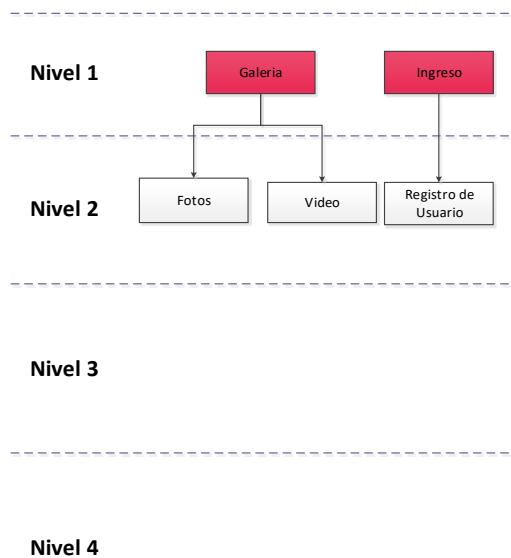 Nivel 1
Galeria
Ingreso
Nivel 2
Fotos
Video
Registro de
Usuario
Nivel 3
Nivel 4